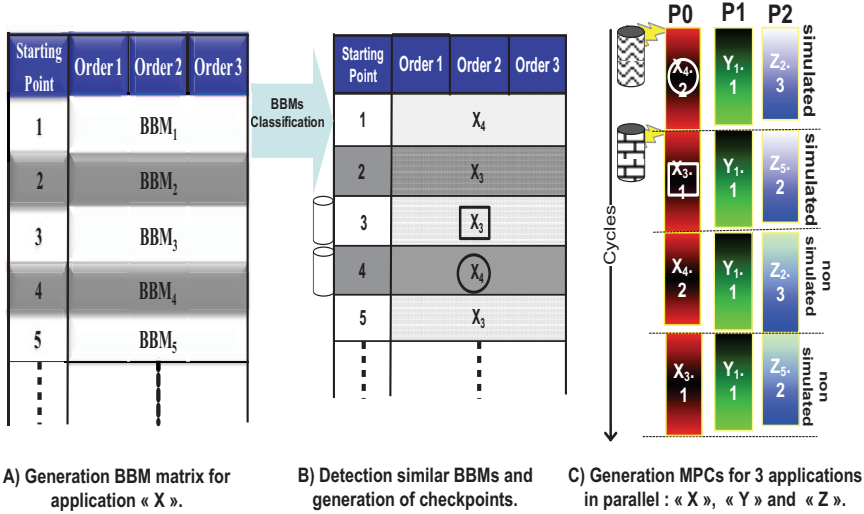 Starting Point Order 1 Order 2 Order 3
1 BBM1
2 BBM2
3 BBM3
4 BBM4
5 BBM5
BBMs
Classification
Starting Point Order 1 Order 2 Order 3
1 X4
2 X3
3 X3
4 X4
5 X3
P0 P1 P2
X4. 2 Y1. 1 Z2. 3 simulated
X3. 1 Y1. 1 Z5. 2 simulated
X4. 2 Y1. 1 Z2. 3 non simulated
X3. 1 Y1. 1 Z5. 2 non simulated
Cycles
A) Generation BBM matrix for
application « X ».
B) Detection similar BBMs and
generation of checkpoints.
C) Generation MPCs for 3 applications
in parallel : « X », « Y » and « Z ».